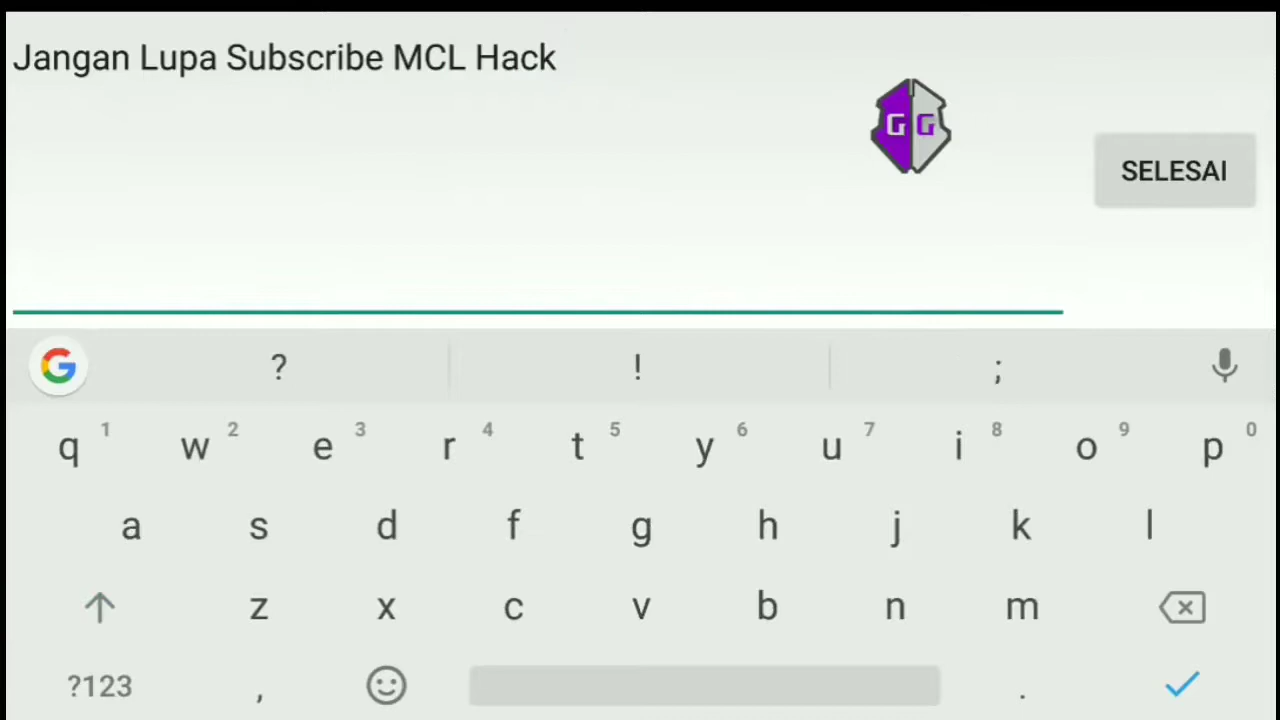 Jangan Lupa Subscribe MCL Hack
G G
SELESAI
G ? ! ;
q 1 w 2 e 3 r 4 t 5 y 6 u 7 i 8 o 9 p 0
a s d f g h j k l
z x c v b n m
?123 , .